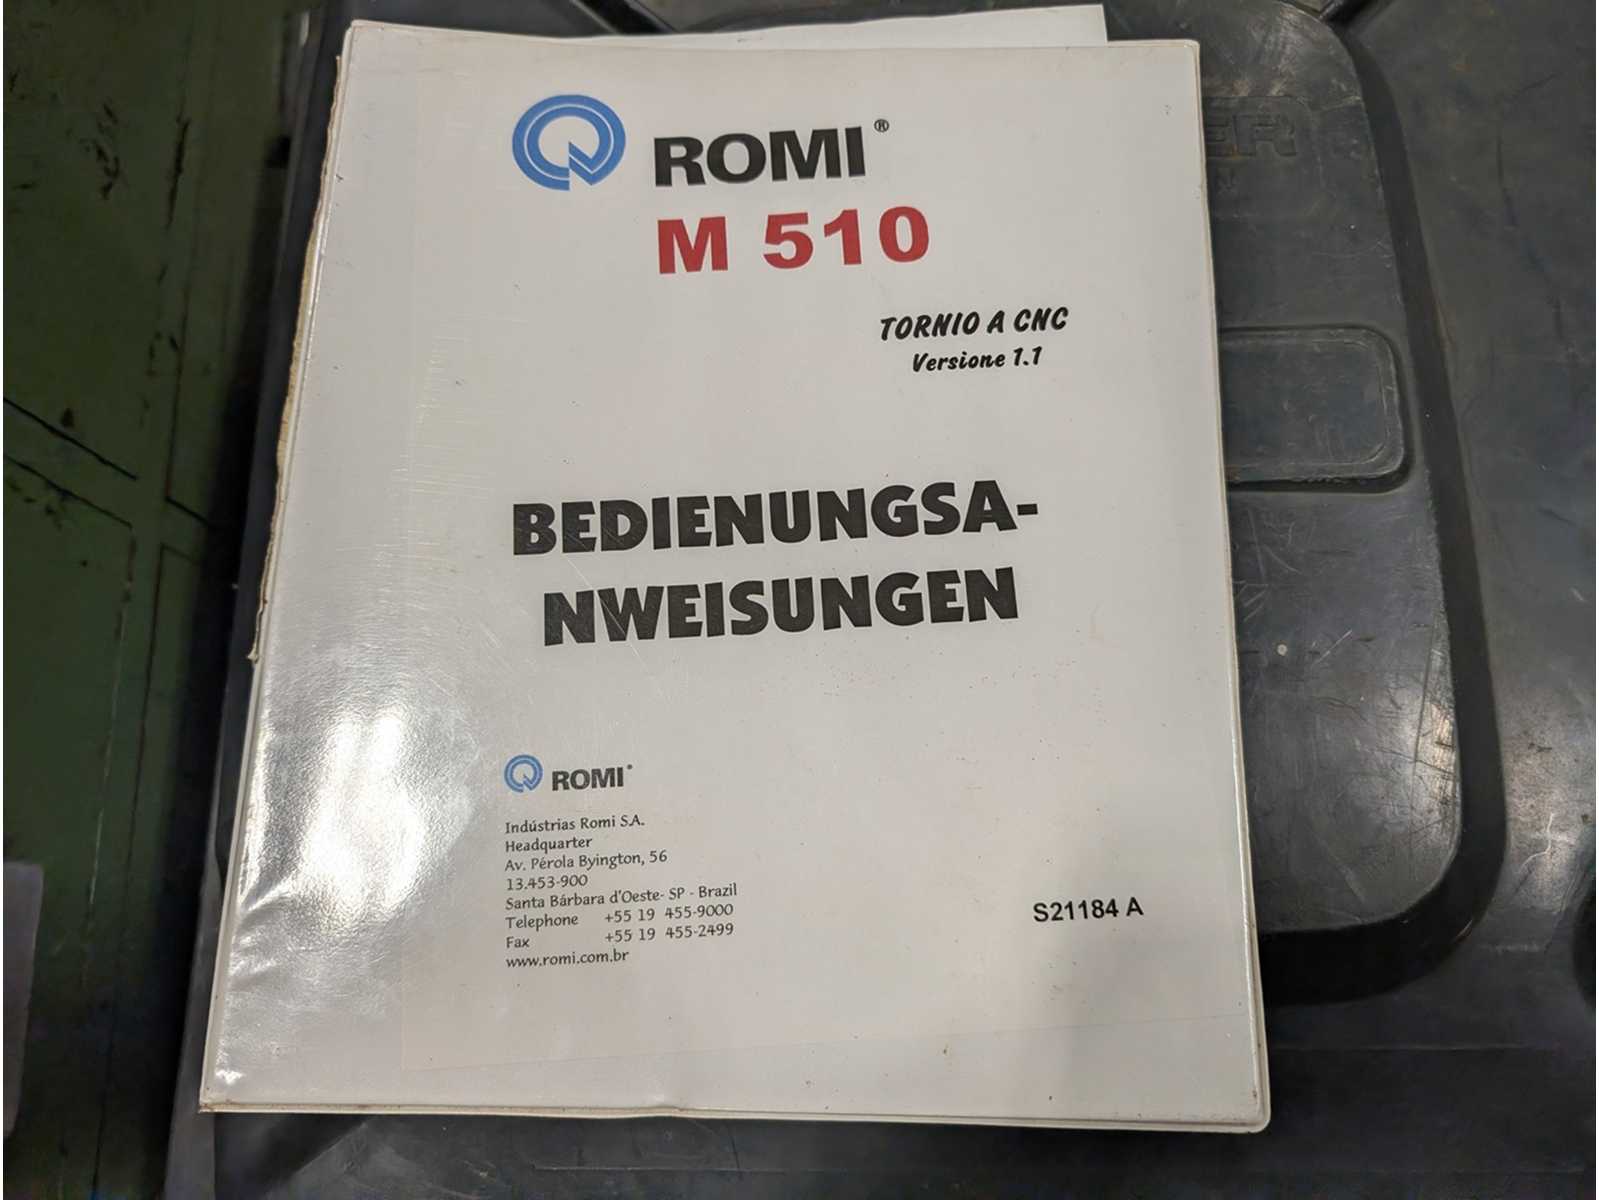 ROMI®
M 510
TORNIO A CNC
Versione 1.1
BEDIENUNGSA-
NWEISUNGEN
ROMI®
Indústrias Romi S.A.
Headquarter
Av. Pérola Byington, 56
13.453-900
Santa Bárbara d'Oeste- SP - Brazil
Telephone +55 19 455-9000
Fax +55 19 455-2499
www.romi.com.br
S21184 A